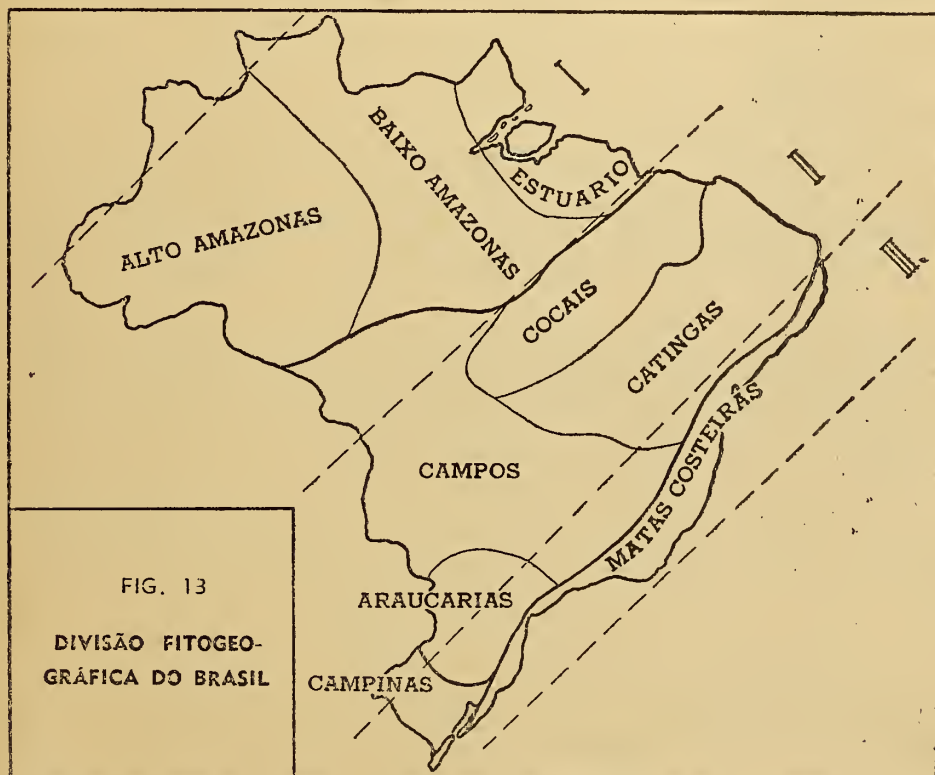 I
II
III.
BAIXO AMAZONAS
ESTUARIO
ALTO AMAZONAS
COCAIS
CATINGAS
MATAS COSTEIRÂS
CAMPOS
ARAUCARIAS
CAMPINAS
FIG. 13
DIVISÃO FITOGEO-
GRÁFICA DO BRASIL